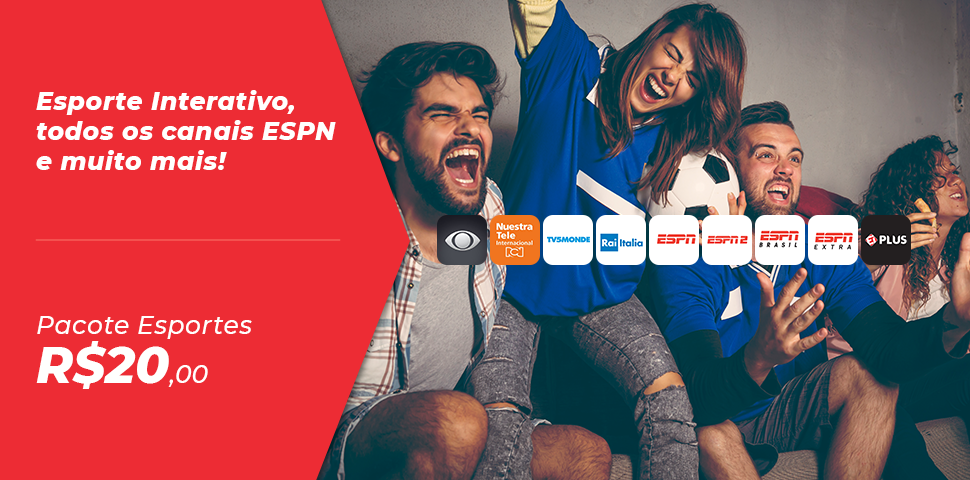 Esporte Interativo,
todos os canais ESPN
e muito mais!
Pacote Esportes
R$20,00
Nuestra
Tele
Internacional
RCN
TV5MONDE
Rai Italia
ESPN
ESPN 2
ESPN
BRASIL
ESPN
EXTRA
PLUS